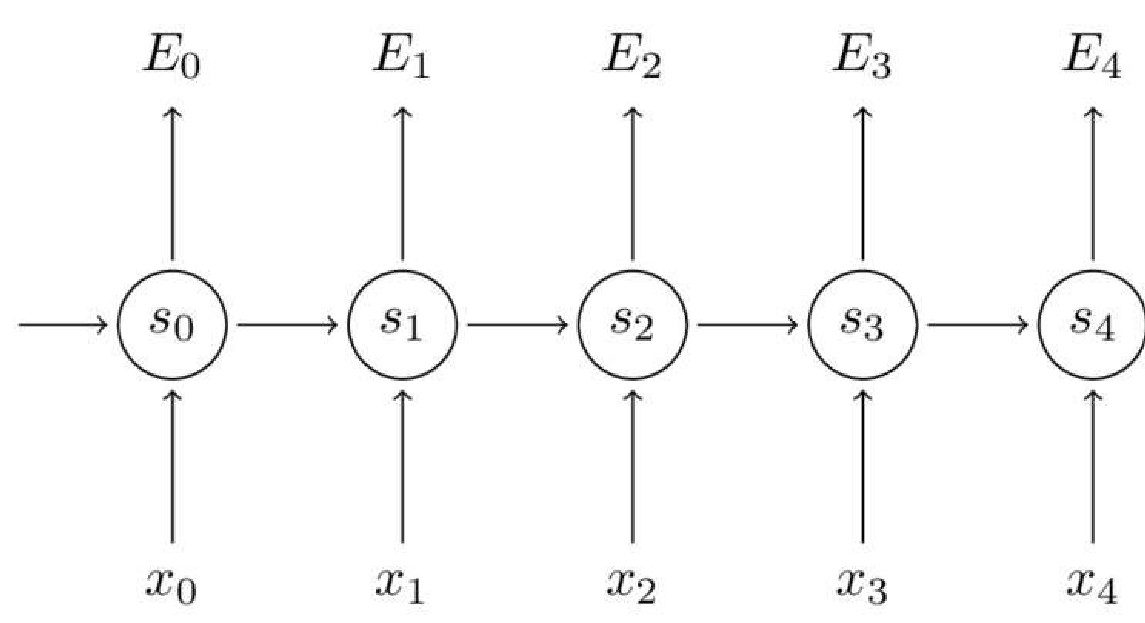 E₀ E₁ E₂ E₃ E₄
s₀ s₁ s₂ s₃ s₄
x₀ x₁ x₂ x₃ x₄